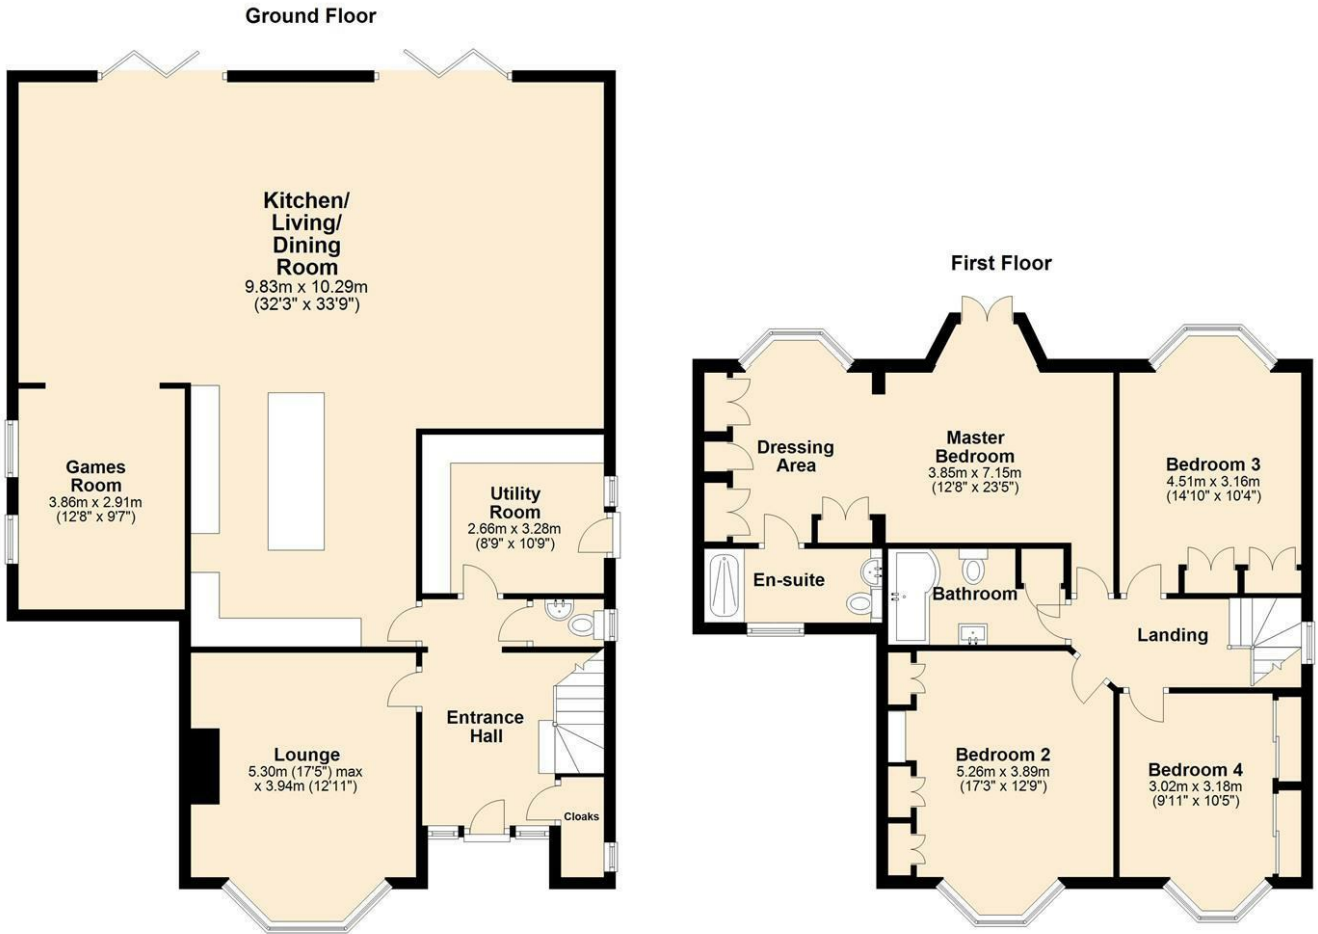 Ground Floor
Kitchen/
Living/
Dining
Room
9.83m x 10.29m
(32'3" x 33'9")
Games
Room
3.86m x 2.91m
(12'8" x 9'7")
Utility
Room
2.66m x 3.28m
(8'9" x 10'9")
Entrance
Hall
Lounge
5.30m (17'5") max
x 3.94m (12'11")
Cloaks
First Floor
Dressing
Area
Master
Bedroom
3.85m x 7.15m
(12'8" x 23'5")
Bedroom 3
4.51m x 3.16m
(14'10" x 10'4")
En-suite
Bathroom
Landing
Bedroom 2
5.26m x 3.89m
(17'3" x 12'9")
Bedroom 4
3.02m x 3.18m
(9'11" x 10'5")